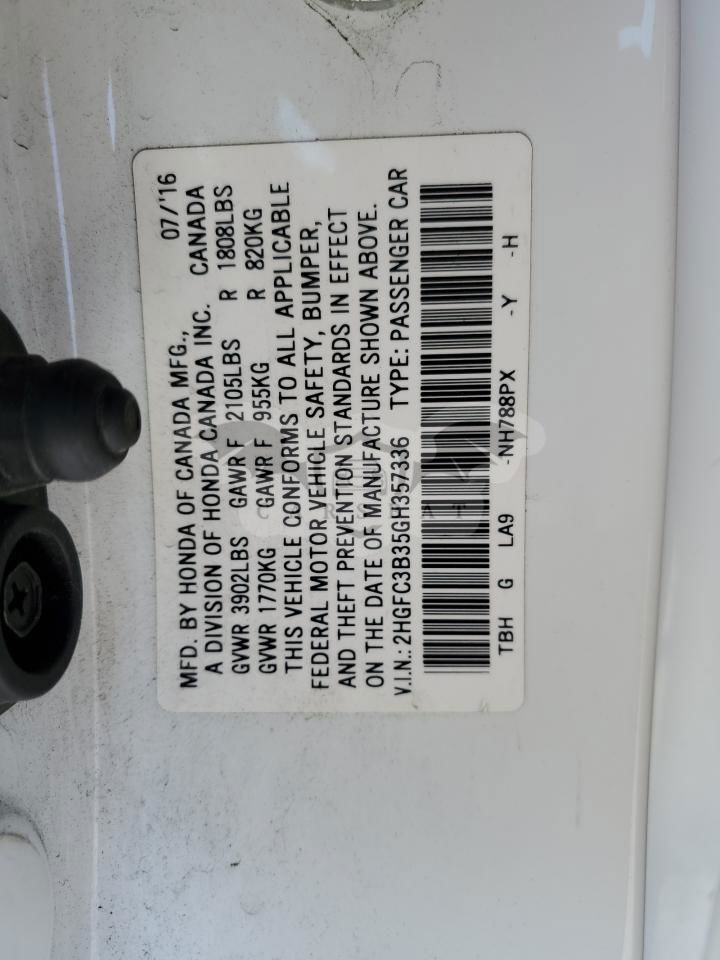 MFD. BY HONDA OF CANADA MFG., 07/'16
A DIVISION OF HONDA CANADA INC. CANADA
GVWR 3902LBS GAWR F 2105LBS R 1808LBS
GVWR 1770KG GAWR F 955KG R 820KG
THIS VEHICLE CONFORMS TO ALL APPLICABLE
FEDERAL MOTOR VEHICLE SAFETY, BUMPER,
AND THEFT PREVENTION STANDARDS IN EFFECT
ON THE DATE OF MANUFACTURE SHOWN ABOVE.
V.I.N.: 2HGFC3B35GH357336 TYPE: PASSENGER CAR
TBH G LA9 -NH788PX -Y -H